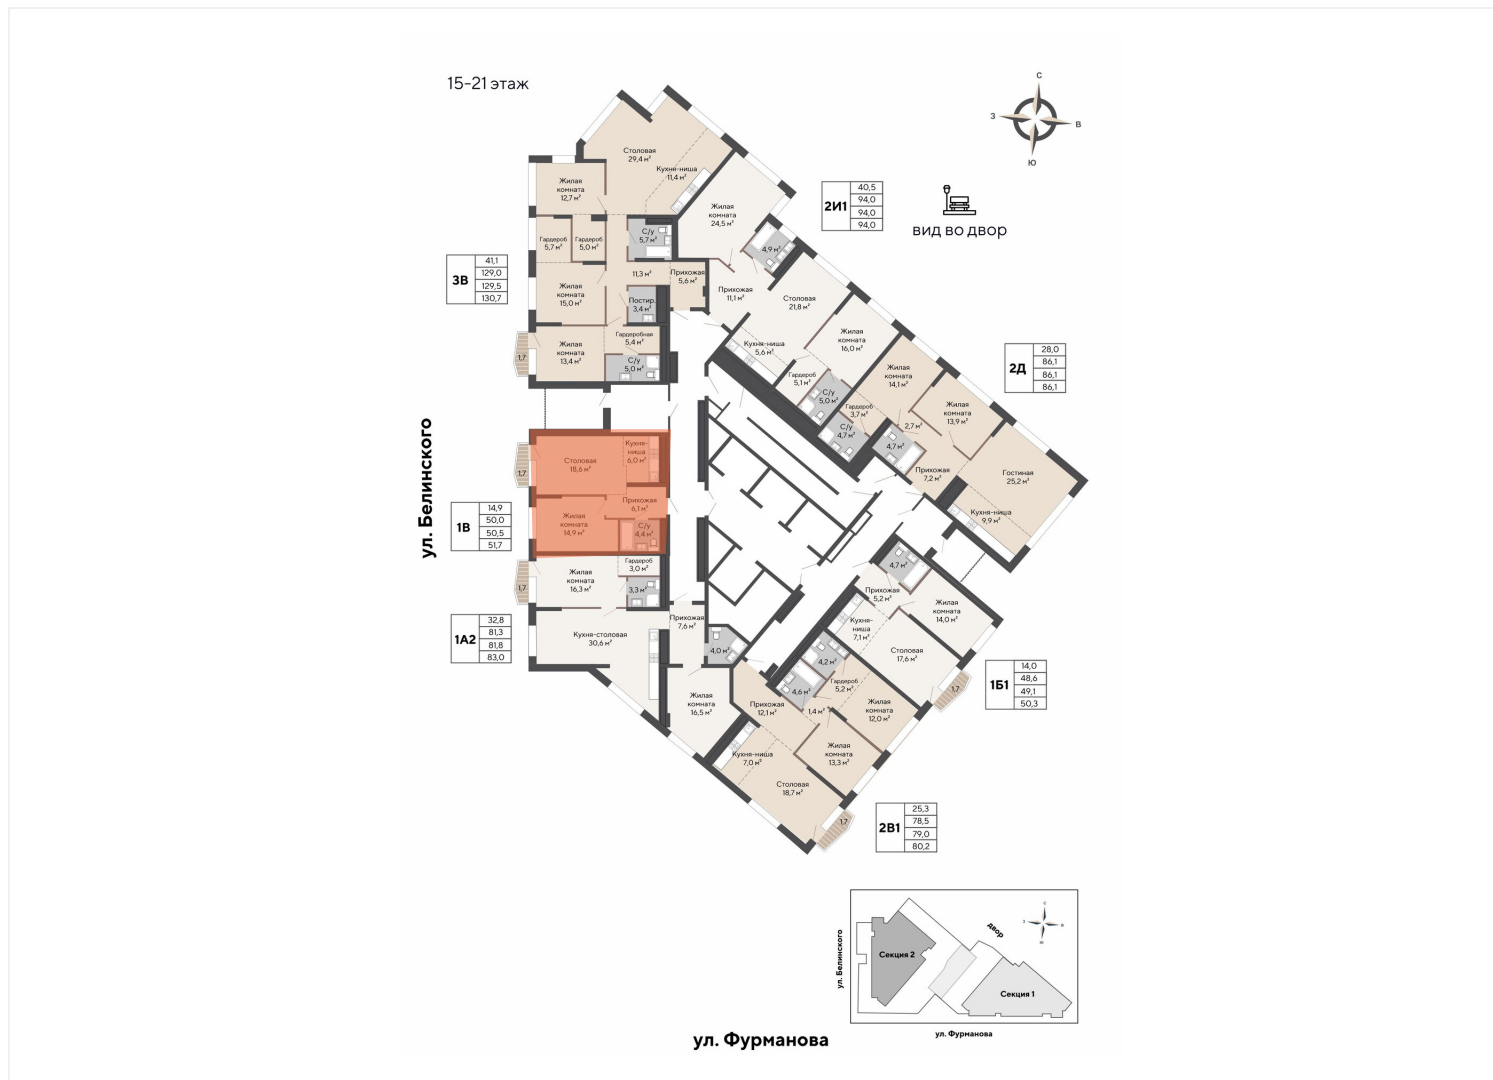 15-21 этаж
С
З
В
Ю
Столовая
29,4 м²
Кухня-ниша
11,4 м²
Жилая
комната
12,7 м²
Гардероб
5,7 м²
Гардероб
5,0 м²
С/у
5,7 м²
11,3 м²
Прихожая
5,6 м²
Жилая
комната
15,0 м²
Постир.
3,4 м²
Жилая
комната
13,4 м²
Гардеробная
5,4 м²
С/у
5,0 м²
1,7
3В
41,1
129,0
129,5
130,7
Жилая
комната
24,5 м²
4,9 м²
Прихожая
11,1 м²
Столовая
21,8 м²
Кухня-ниша
5,6 м²
Жилая
комната
16,0 м²
Гардероб
5,1 м²
С/у
5,0 м²
2И1
40,5
94,0
94,0
94,0
вид во двор
Жилая
комната
14,1 м²
Гардероб
3,7 м²
С/у
4,7 м²
2,7 м²
4,7 м²
Жилая
комната
13,9 м²
Прихожая
7,2 м²
Гостиная
25,2 м²
Кухня-ниша
9,9 м²
2Д
28,0
86,1
86,1
86,1
ул. Белинского
Столовая
18,6 м²
Кухня-
ниша
6,0 м²
1,7
Прихожая
6,1 м²
Жилая
комната
14,9 м²
С/у
4,4 м²
1В
14,9
50,0
50,5
51,7
Жилая
комната
16,3 м²
Гардероб
3,0 м²
3,3 м²
1,7
Кухня-столовая
30,6 м²
Прихожая
7,6 м²
4,0 м²
Жилая
комната
16,5 м²
1А2
32,8
81,3
81,8
83,0
4,7 м²
Прихожая
5,2 м²
Жилая
комната
14,0 м²
Кухня-
ниша
7,1 м²
Столовая
17,6 м²
1,7
1Б1
14,0
48,6
49,1
50,3
4,2 м²
4,6 м²
Гардероб
5,2 м²
Прихожая
12,1 м²
1,4 м²
Жилая
комната
12,0 м²
Жилая
комната
13,3 м²
Кухня-ниша
7,0 м²
Столовая
18,7 м²
1,7
2В1
25,3
78,5
79,0
80,2
ул. Белинского
Секция 2
двор
С
З
В
Ю
Секция 1
ул. Фурманова
ул. Фурманова